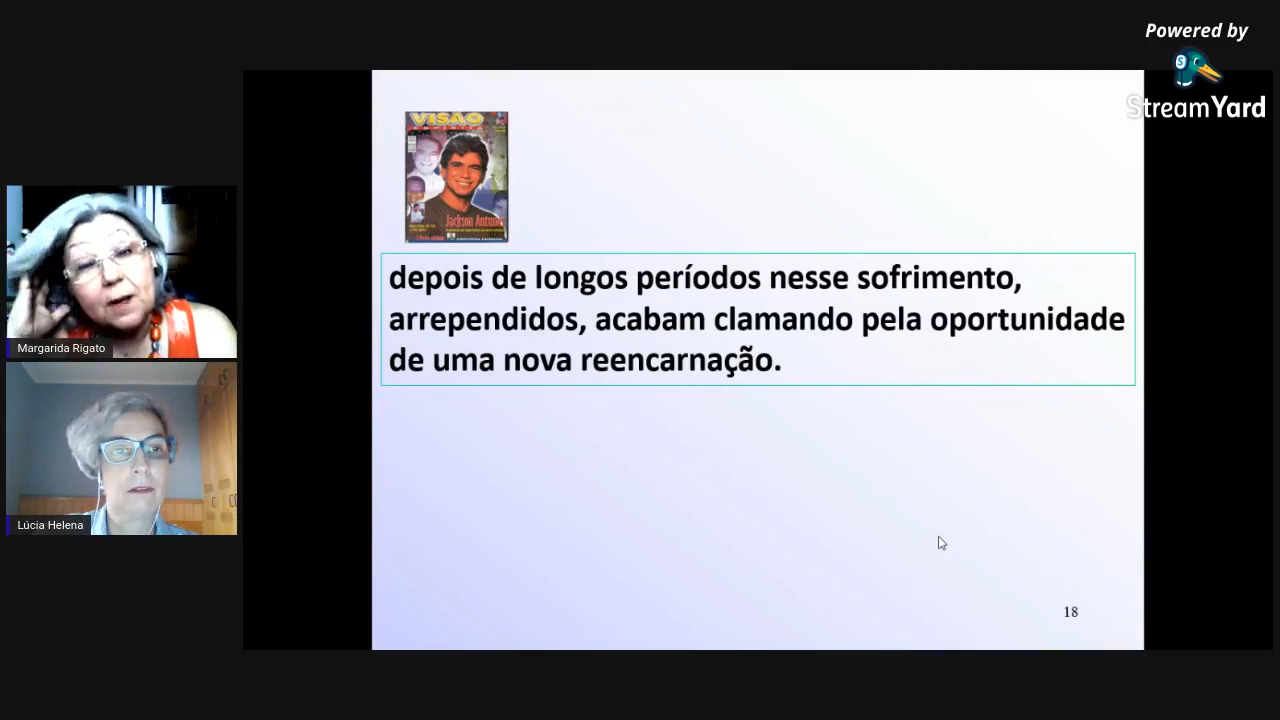 Powered by
StreamYard
VISÃO
ESPÍRITA
Jackson Antunes
depois de longos períodos nesse sofrimento,
arrependidos, acabam clamando pela oportunidade
de uma nova reencarnação.
Margarida Rigato
Lúcia Helena
18